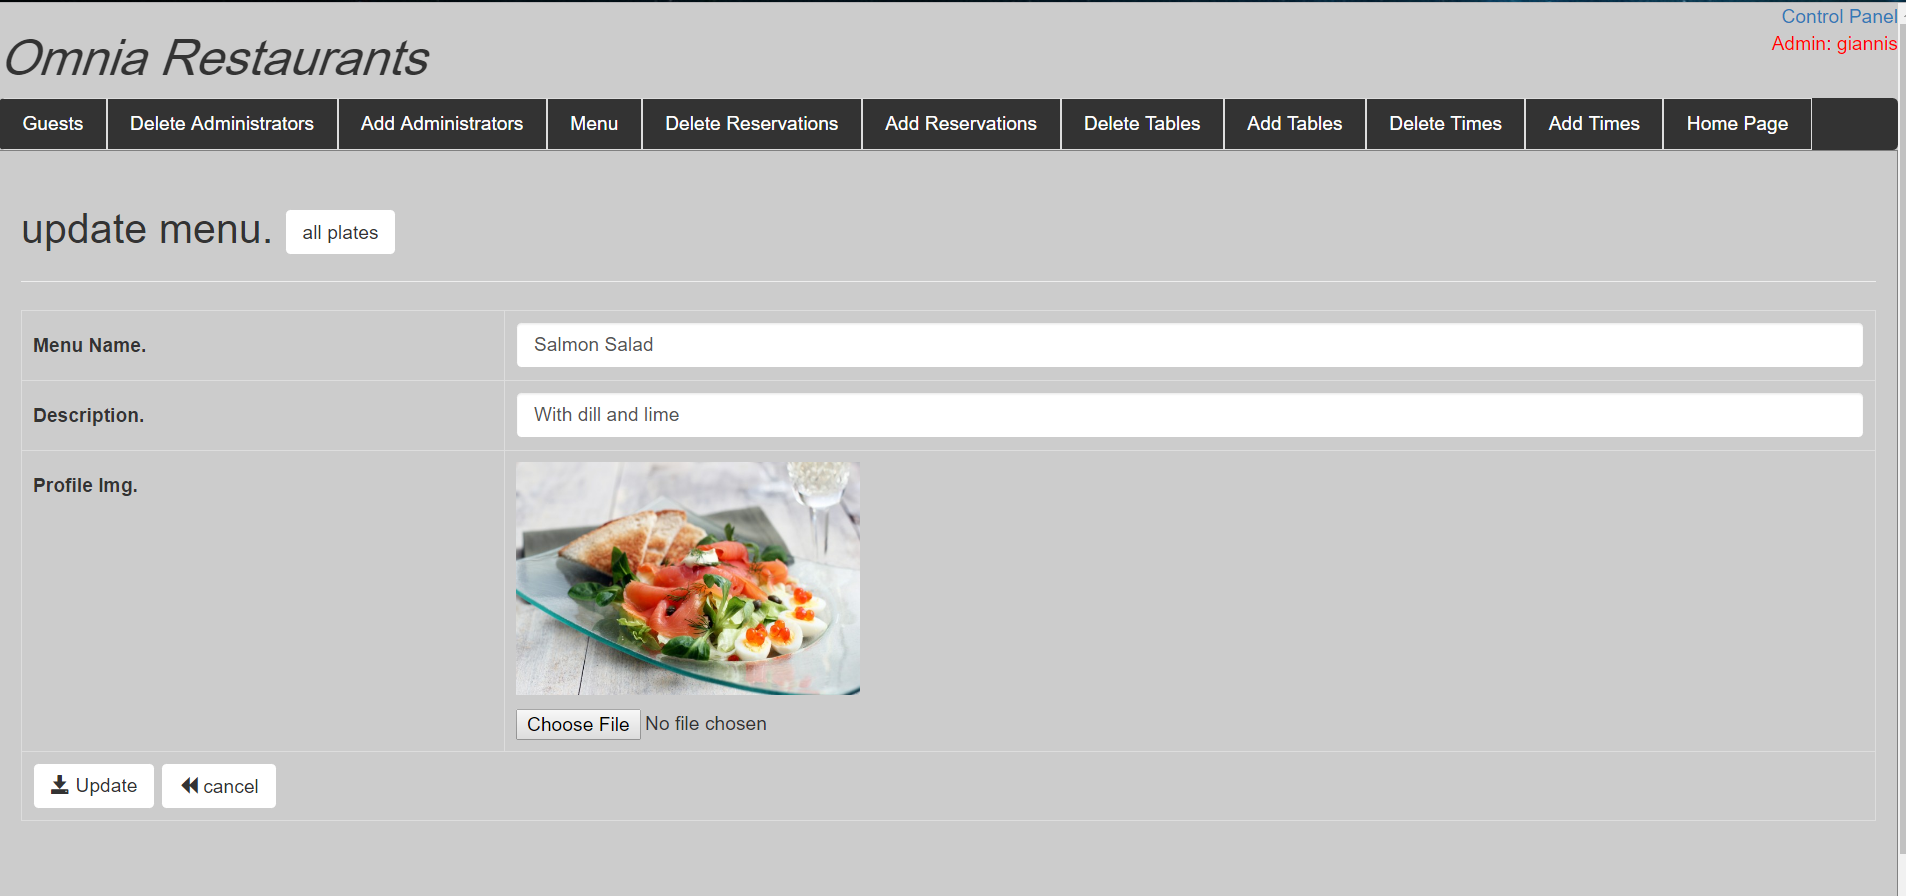 Control Panel
Admin: giannis
Omnia Restaurants
Guests Delete Administrators Add Administrators Menu Delete Reservations Add Reservations Delete Tables Add Tables Delete Times Add Times Home Page
update menu. all plates
Menu Name. Salmon Salad
Description. With dill and lime
Profile Img.
Choose File No file chosen
Update cancel